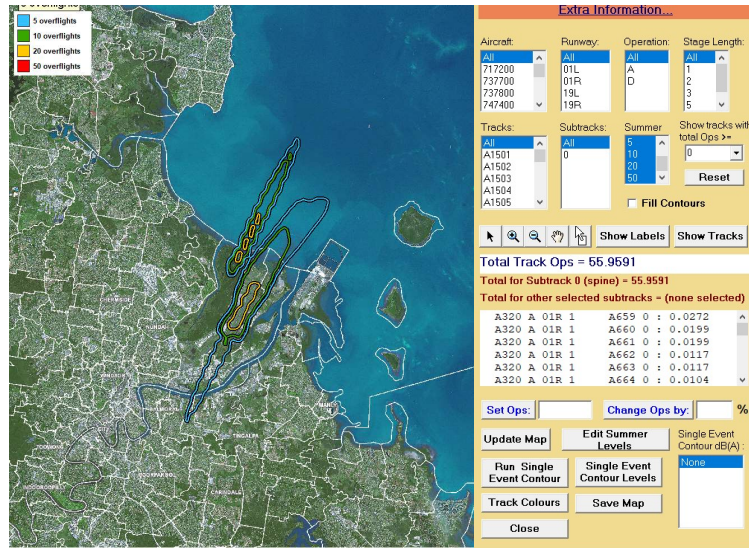 5 overflights
10 overflights
20 overflights
50 overflights
Extra Information...
Aircraft: Runway: Operation: Stage Length:
All All All All
717200 01L A 1
737700 01R D 2
737800 19L 3
747400 19R 5
Tracks: Subtracks: Summer Show tracks with
total Ops >=
All All 5
A1501 0 10 0
A1502 20
A1503 50 Reset
A1504
A1505 Fill Contours
Show Labels Show Tracks
Total Track Ops = 55.9591
Total for Subtrack 0 (spine) = 55.9591
Total for other selected subtracks = (none selected)
A320 A 01R 1 A659 0 : 0.0272
A320 A 01R 1 A660 0 : 0.0199
A320 A 01R 1 A661 0 : 0.0199
A320 A 01R 1 A662 0 : 0.0117
A320 A 01R 1 A663 0 : 0.0117
A320 A 01R 1 A664 0 : 0.0104
Set Ops: Change Ops by: %
Update Map Edit Summer Levels Single Event Contour dB(A) :
None
Run Single Event Contour Single Event Contour Levels
Track Colours Save Map
Close
CHERMSIDE
NUNDAH
TINGALPA
CARINDALE